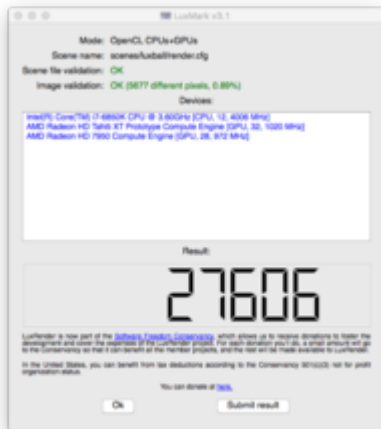 LuxMark v3.1
Mode: OpenCL CPUs+GPUs
Scene name: scenes/luxball/render.cfg
Scene file validation: OK
Image validation: OK (5877 different pixels, 0.89%)
Devices:
Intel(R) Core(TM) i7-6850K CPU @ 3.60GHz [CPU, 12, 4006 MHz]
AMD Radeon HD Tahiti XT Prototype Compute Engine [GPU, 32, 1020 MHz]
AMD Radeon HD 7950 Compute Engine [GPU, 28, 972 MHz]
Result:
27606
LuxRender is now part of the Software Freedom Conservancy, which allows us to receive donations to foster the
development and cover the expenses of the LuxRender project. For each donation you'll do, a small amount will go
to the Conservancy so that it can benefit all the member projects, and the rest will be made available to LuxRender.
In the United States, you can benefit from tax deductions according to the Conservancy 501(c)(3) not for profit
organization status.
You can donate at here.
Ok
Submit result